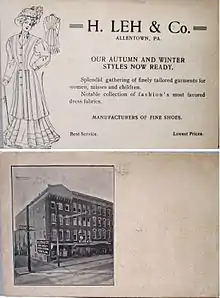 H. LEH & Co.
ALLENTOWN, PA.
OUR AUTUMN AND WINTER
STYLES NOW READY.
Splendid gathering of finely tailored garments for
women, misses and children.
Notable collection of fashion's most favored
dress fabrics.
MANUFACTURERS OF FINE SHOES.
Best Service.
Lowest Prices.